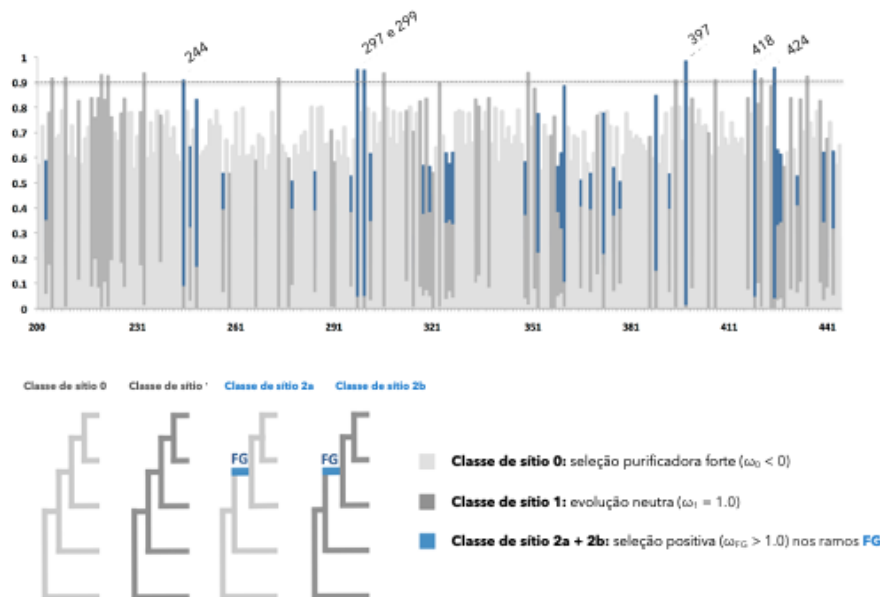 244
297 e 299
397
418
424
1
0.9
0.8
0.7
0.6
0.5
0.4
0.3
0.2
0.1
0
200 231 261 291 321 351 381 411 441
Classe de sítio 0 Classe de sítio Classe de sítio 2a Classe de sítio 2b
FG FG
Classe de sítio 0: seleção purificadora forte (ω₀ < 0)
Classe de sítio 1: evolução neutra (ω₁ = 1.0)
Classe de sítio 2a + 2b: seleção positiva (ωFG > 1.0) nos ramos FG